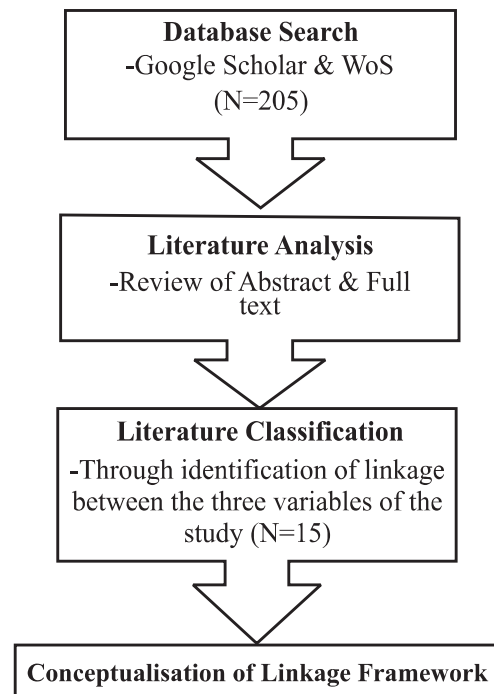 Database Search
-Google Scholar & WoS
(N=205)
Literature Analysis
-Review of Abstract & Full
text
Literature Classification
-Through identification of linkage
between the three variables of the
study (N=15)
Conceptualisation of Linkage Framework